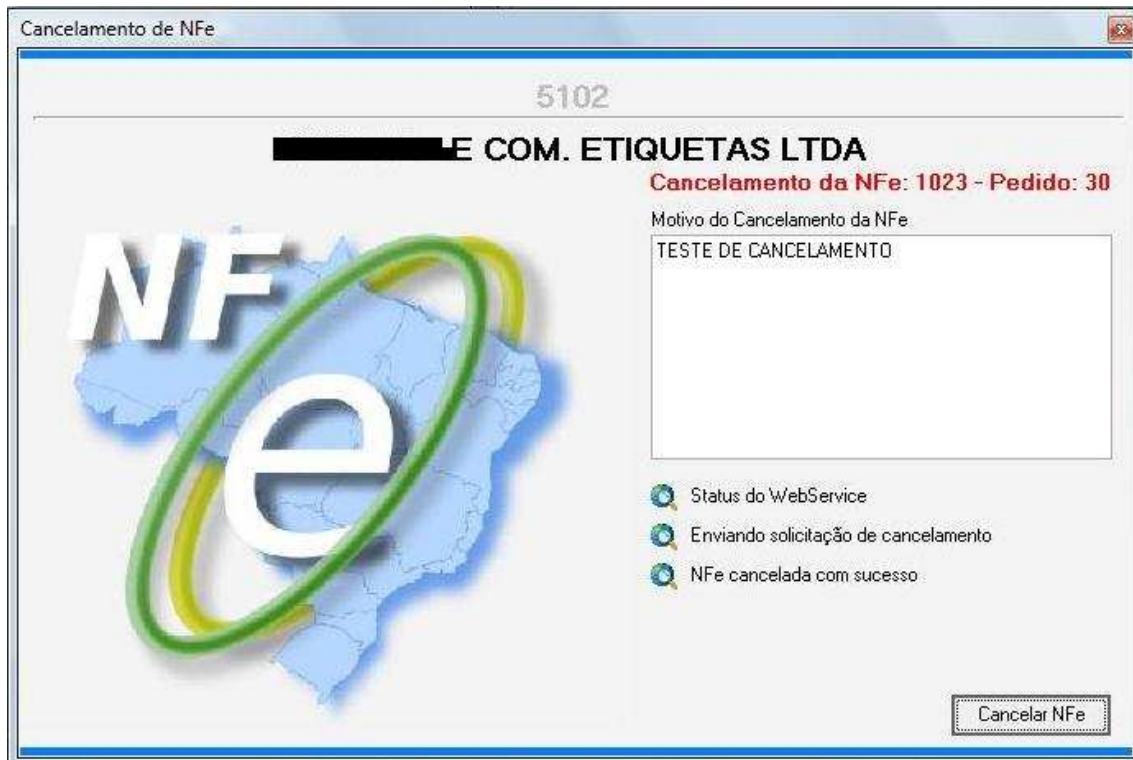 Cancelamento de NFe
5102
E COM. ETIQUETAS LTDA
Cancelamento da NFe: 1023 - Pedido: 30
Motivo do Cancelamento da NFe
TESTE DE CANCELAMENTO
NF
e
Status do WebService
Enviando solicitação de cancelamento
NFe cancelada com sucesso
Cancelar NFe